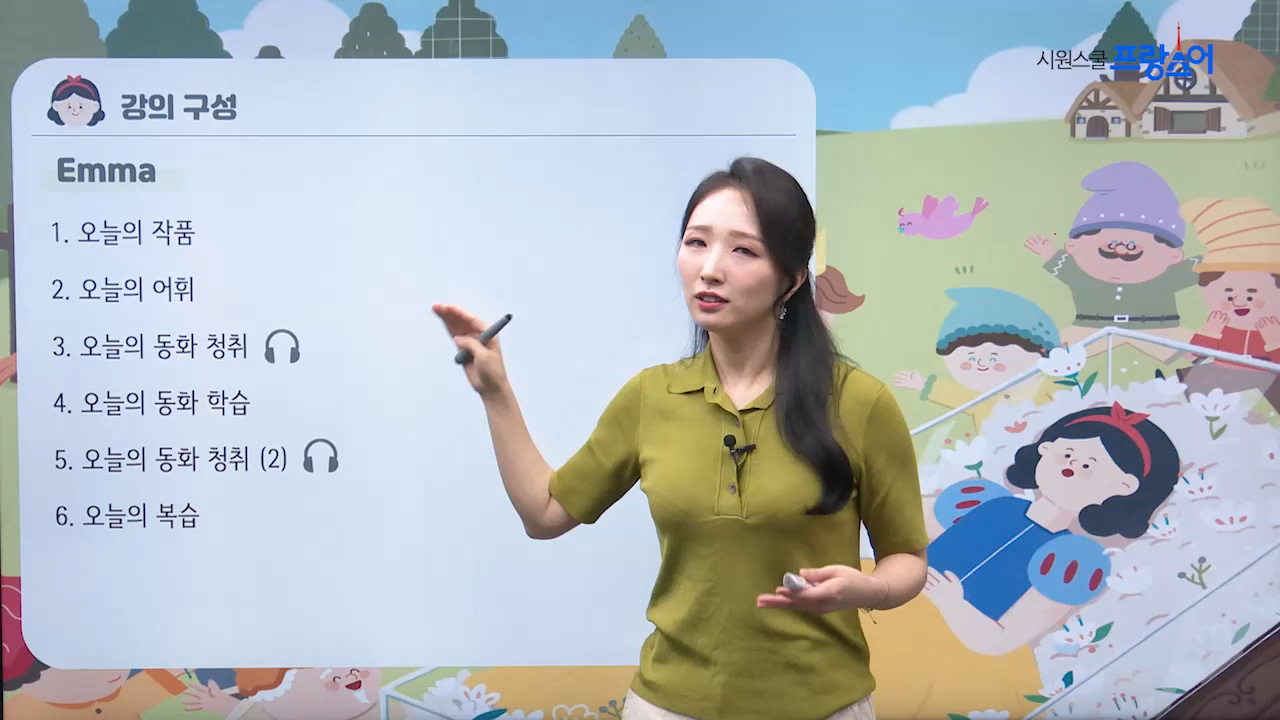 시원스쿨 프랑스어
강의 구성
Emma
1. 오늘의 작품
2. 오늘의 어휘
3. 오늘의 동화 청취
4. 오늘의 동화 학습
5. 오늘의 동화 청취 (2)
6. 오늘의 복습